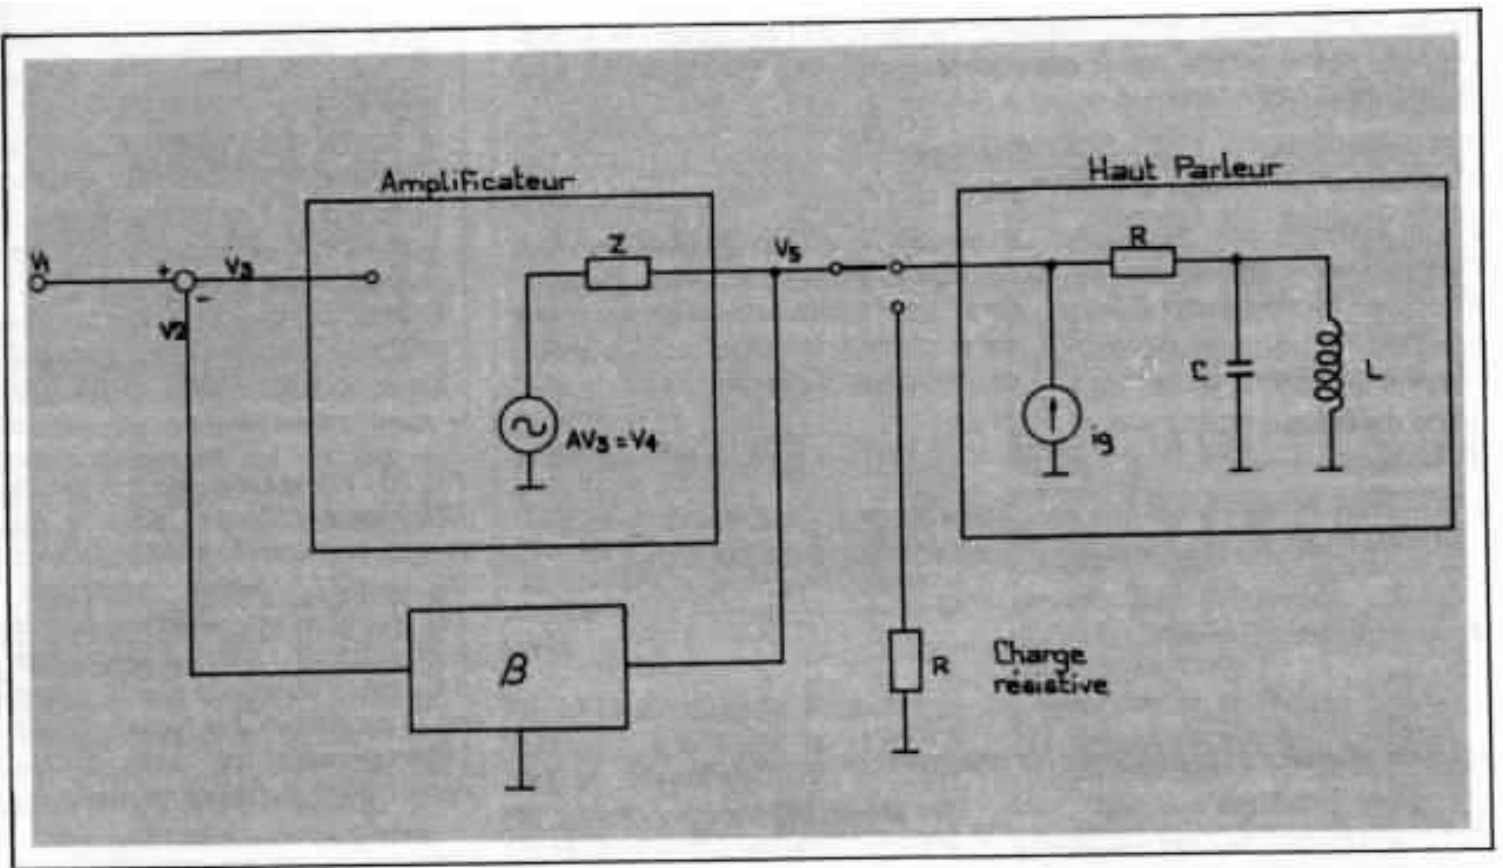 Amplificateur
Haut Parleur
V1
+
V3
-
V2
Z
V5
R
C
L
AV3 = V4
ig
β
R
Charge
résistive